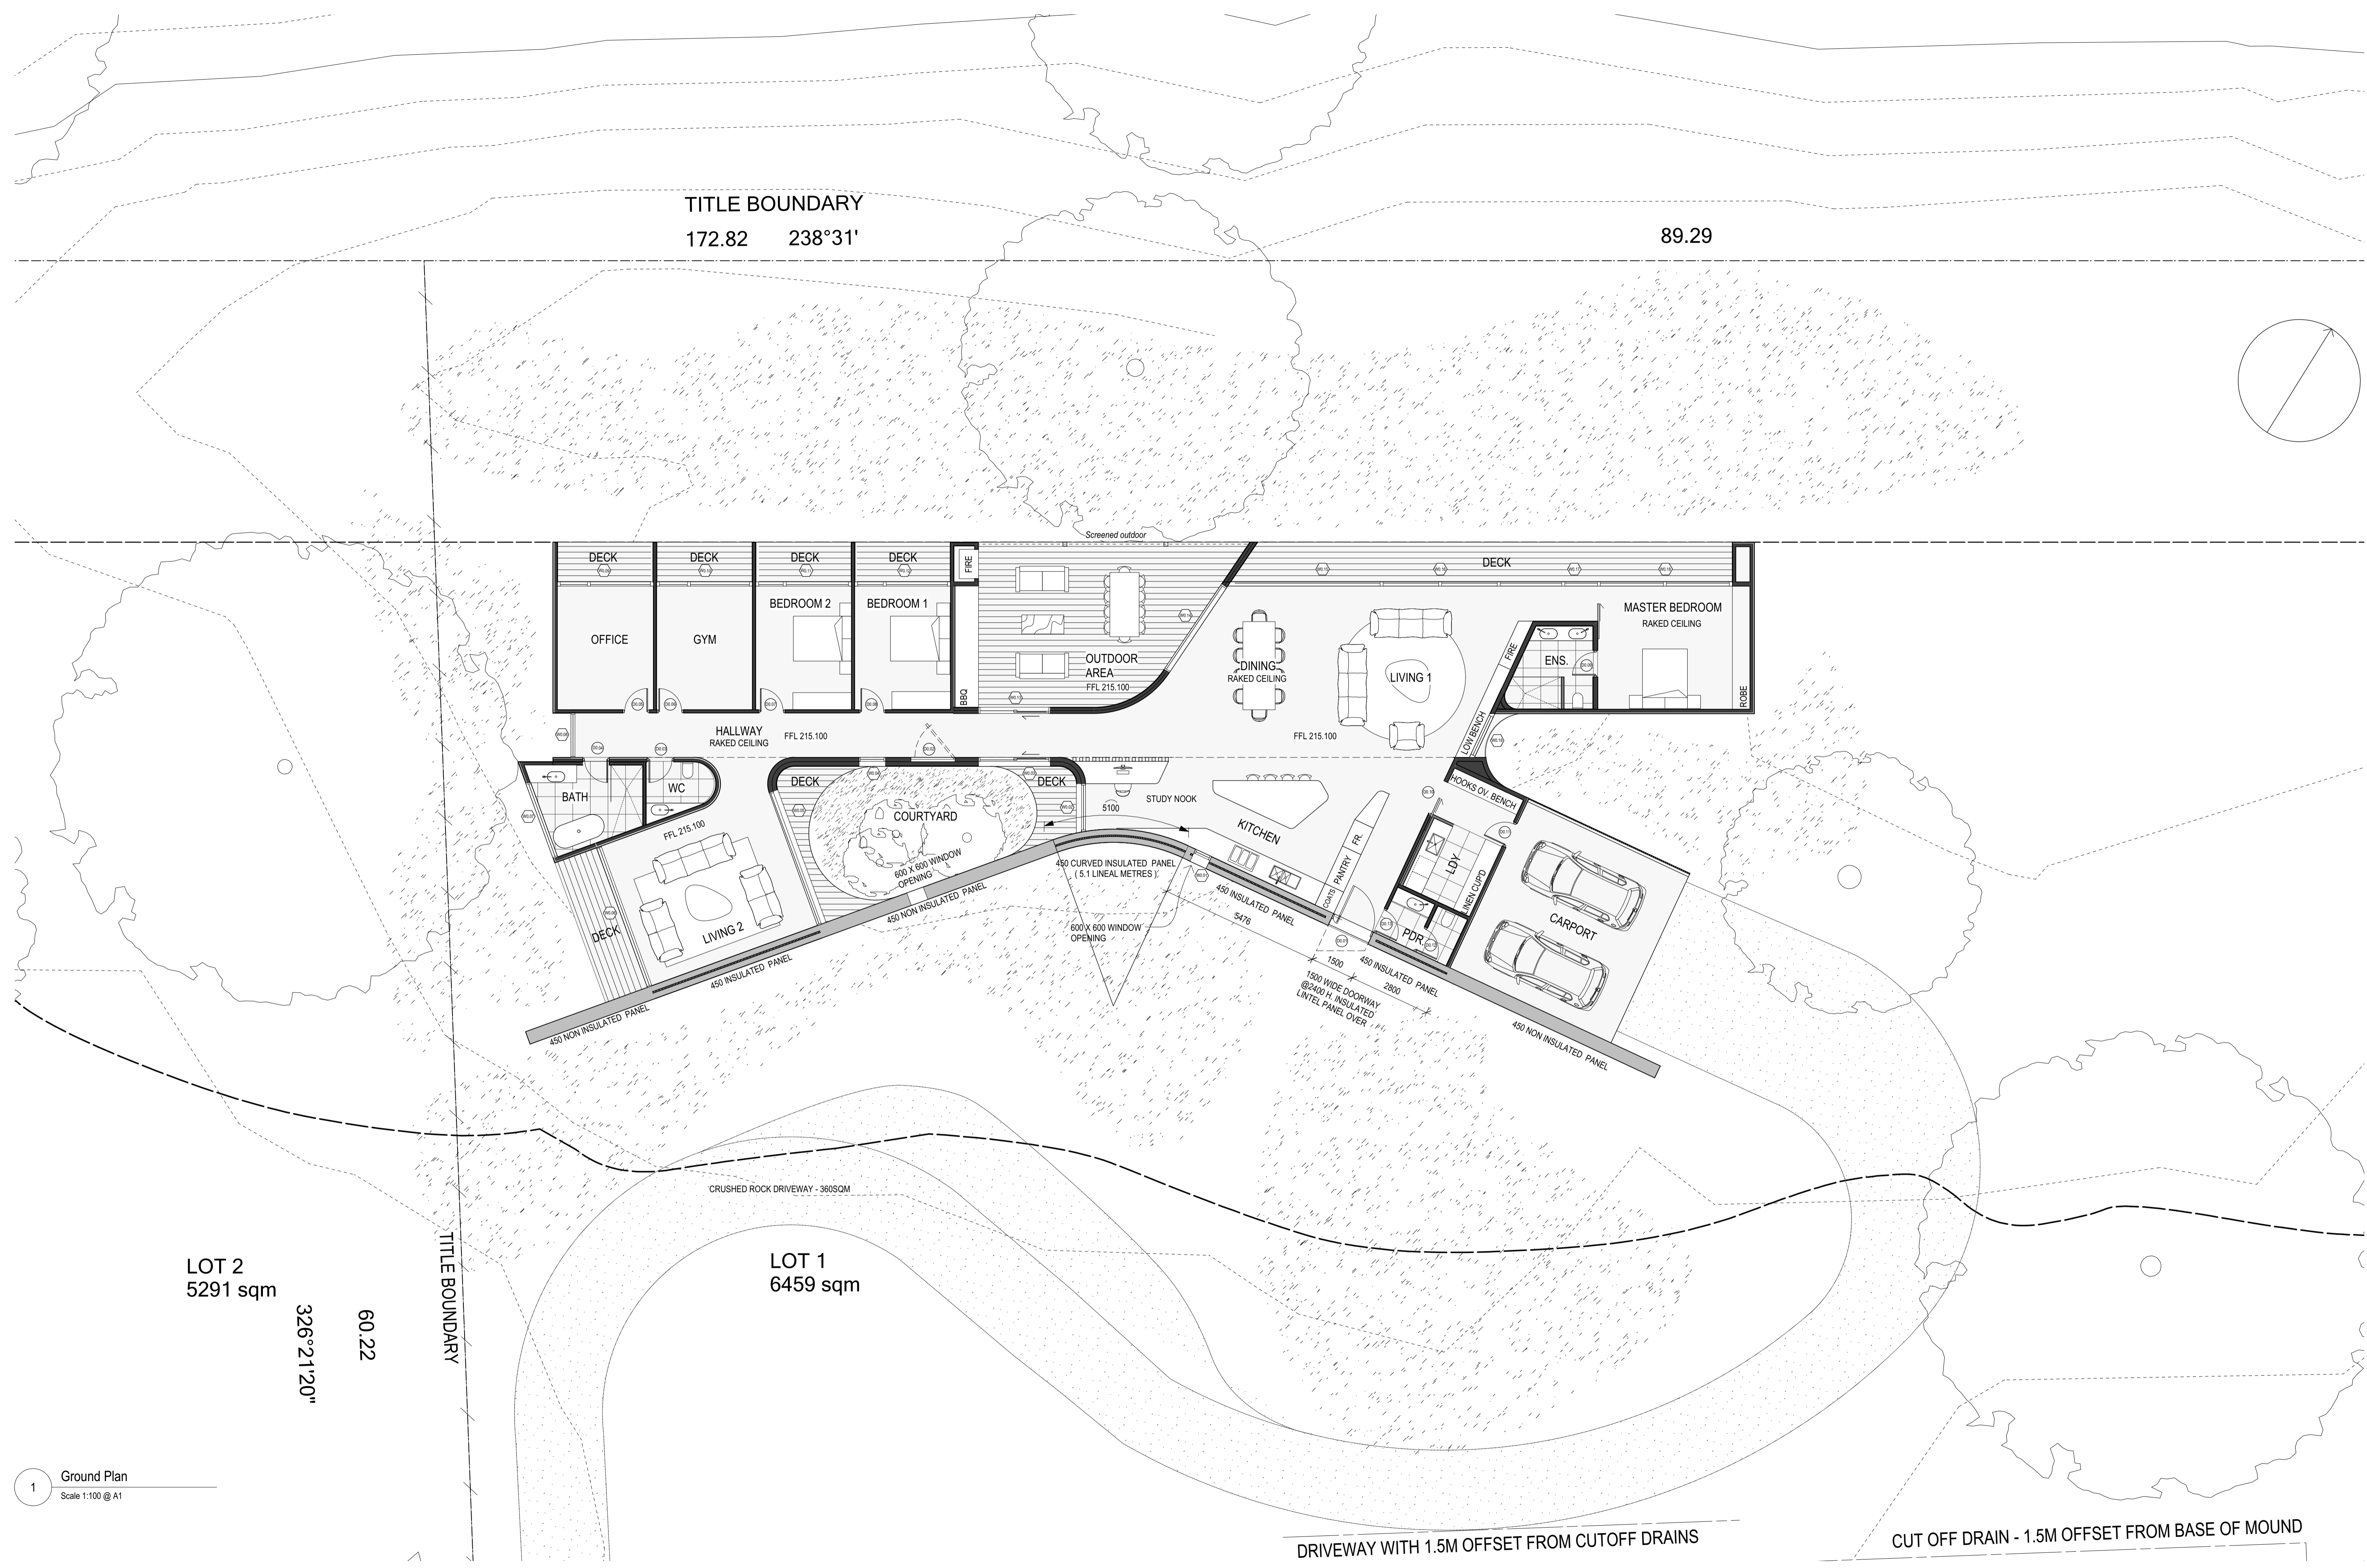 TITLE BOUNDARY
172.82 238°31'
89.29
Screened outdoor
DECK
DECK
DECK
DECK
FIRE
DECK
BEDROOM 2
BEDROOM 1
OFFICE
GYM
OUTDOOR
AREA
FFL 215.100
BBQ
DINING
RAKED CEILING
LIVING 1
FIRE
ENS.
MASTER BEDROOM
RAKED CEILING
ROBE
HALLWAY
RAKED CEILING
FFL 215.100
FFL 215.100
LOW BENCH
HOOKS OV. BENCH
BATH
WC
FFL 215.100
DECK
DECK
COURTYARD
600 X 600 WINDOW
OPENING
5100
STUDY NOOK
KITCHEN
FR.
PANTRY
COATS
LDY
LINEN CUP'D
PDR.
CARPORT
LIVING 2
DECK
450 CURVED INSULATED PANEL
( 5.1 LINEAL METRES )
450 NON INSULATED PANEL
450 INSULATED PANEL
450 NON INSULATED PANEL
600 X 600 WINDOW
OPENING
450 INSULATED PANEL
5476
1500
1500 WIDE DOORWAY
@2400 H. INSULATED
LINTEL PANEL OVER
450 INSULATED PANEL
2800
450 NON INSULATED PANEL
CRUSHED ROCK DRIVEWAY - 360SQM
LOT 2
5291 sqm
326°21'20"
60.22
TITLE BOUNDARY
LOT 1
6459 sqm
1
Ground Plan
Scale 1:100 @ A1
DRIVEWAY WITH 1.5M OFFSET FROM CUTOFF DRAINS
CUT OFF DRAIN - 1.5M OFFSET FROM BASE OF MOUND